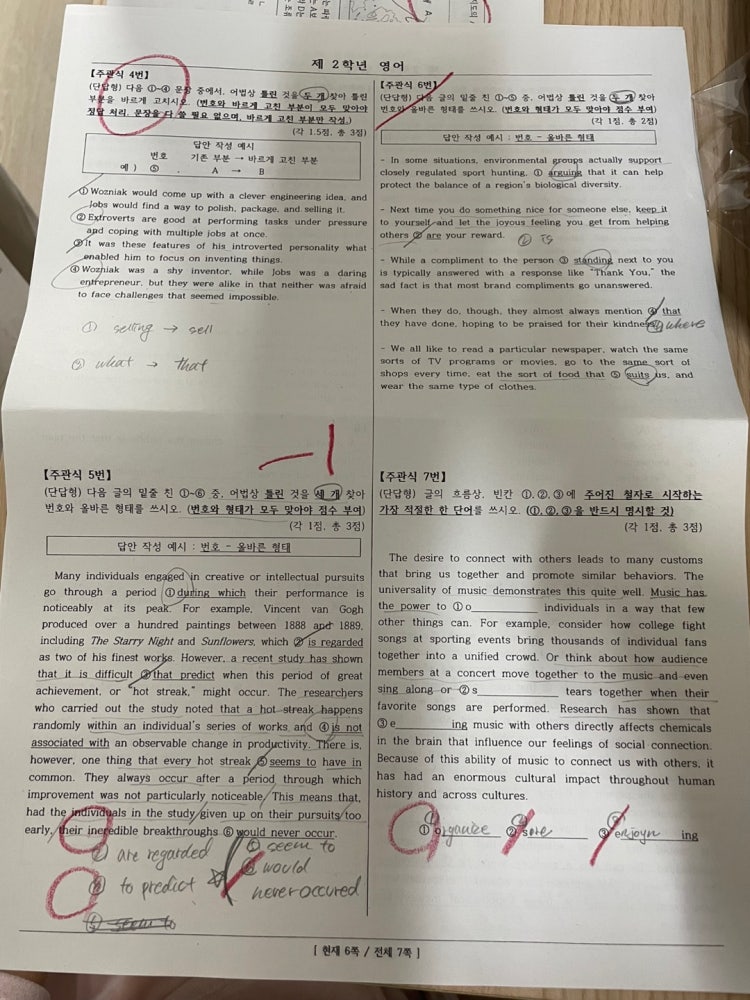 제 2학년 영어
【주관식 4번】
(단답형) 다음 ①~④ 문장 중에서, 어법상 틀린 것을 두 개 찾아 틀린
부분을 바르게 고치시오. (번호와 바르게 고친 부분이 모두 맞아야
정답 처리, 문장을 다 쓸 필요 없으며, 바르게 고친 부분만 작성.)
(각 1.5점, 총 3점)
답안 작성 예시
번호 기존 부분 → 바르게 고친 부분
예) ⑤. A → B
① Wozniak would come up with a clever engineering idea, and
Jobs would find a way to polish, package, and selling it.
② Extroverts are good at performing tasks under pressure
and coping with multiple jobs at once.
③ It was these features of his introverted personality what
enabled him to focus on inventing things.
④ Wozniak was a shy inventor, while Jobs was a daring
entrepreneur, but they were alike in that neither was afraid
to face challenges that seemed impossible.
① selling → sell
③ what → that
-1
【주관식 5번】
(단답형) 다음 글의 밑줄 친 ①~⑥ 중, 어법상 틀린 것을 세 개 찾아
번호와 올바른 형태를 쓰시오. (번호와 형태가 모두 맞아야 점수 부여)
(각 1점, 총 3점)
답안 작성 예시 : 번호 - 올바른 형태
Many individuals engaged in creative or intellectual pursuits
go through a period ① during which their performance is
noticeably at its peak. For example, Vincent van Gogh
produced over a hundred paintings between 1888 and 1889,
including The Starry Night and Sunflowers, which ② is regarded
as two of his finest works. However, a recent study has shown
that it is difficult ③ that predict when this period of great
achievement, or “hot streak,” might occur. The researchers
who carried out the study noted that a hot streak happens
randomly within an individual's series of works, and ④ is not
associated with an observable change in productivity. There is,
however, one thing that every hot streak ⑤ seems to have in
common. They always occur after a period through which
improvement was not particularly noticeable. This means that,
had the individuals in the study given up on their pursuits too
early, their incredible breakthroughs ⑥ would never occur.
② are regarded
③ to predict
⑤ seem to
⑥ would
never occured
【주관식 6번】
(단답형) 다음 글의 밑줄 친 ①~⑤ 중, 어법상 틀린 것을 두 개 찾아
번호와 올바른 형태를 쓰시오. (번호와 형태가 모두 맞아야 점수 부여)
(각 1점, 총 2점)
답안 작성 예시 : 번호 - 올바른 형태
- In some situations, environmental groups actually support
closely regulated sport hunting, ① arguing that it can help
protect the balance of a region's biological diversity.
- Next time you do something nice for someone else, keep it
to yourself and let the joyous feeling you get from helping
others ② are your reward.
② is
- While a compliment to the person ③ standing next to you
is typically answered with a response like “Thank You,” the
sad fact is that most brand compliments go unanswered.
- When they do, though, they almost always mention ④ that
they have done, hoping to be praised for their kindness.
④ where
- We all like to read a particular newspaper, watch the same
sorts of TV programs or movies, go to the same sort of
shops every time, eat the sort of food that ⑤ suits us, and
wear the same type of clothes.
【주관식 7번】
(단답형) 글의 흐름상, 빈칸 ①, ②, ③에 주어진 철자로 시작하는
가장 적절한 한 단어를 쓰시오. (①, ②, ③을 반드시 명시할 것)
(각 1점, 총 3점)
The desire to connect with others leads to many customs
that bring us together and promote similar behaviors. The
universality of music demonstrates this quite well. Music has
the power to ① o__________ individuals in a way that few
other things can. For example, consider how college fight
songs at sporting events bring thousands of individual fans
together into a unified crowd. Or think about how audience
members at a concert move together to the music and even
sing along or ② s__________ tears together when their
favorite songs are performed. Research has shown that
③ e__________ing music with others directly affects chemicals
in the brain that influence our feelings of social connection.
Because of this ability of music to connect us with others, it
has had an enormous cultural impact throughout human
history and across cultures.
① organize ② sore ③ enjoyn ing
[ 현재 6쪽 / 전체 7쪽 ]